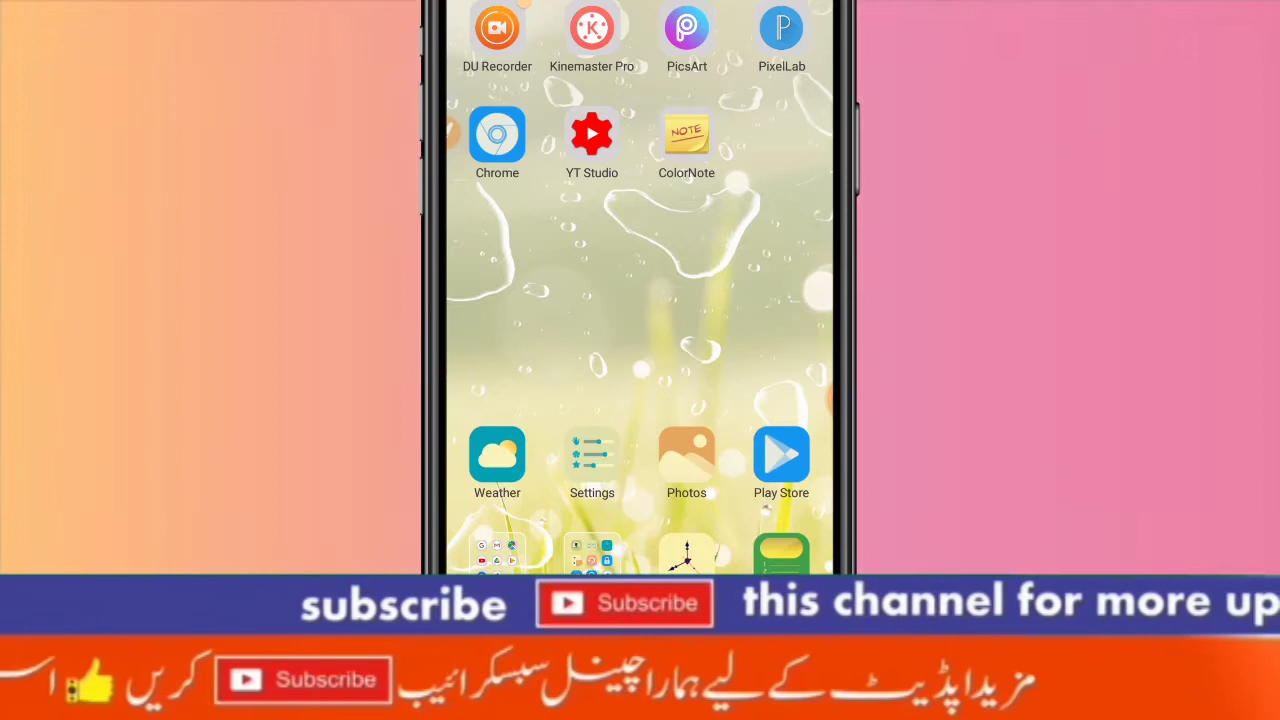 DU Recorder Kinemaster Pro PicsArt PixelLab
NOTE
Chrome YT Studio ColorNote
Weather Settings Photos Play Store
subscribe Subscribe this channel for more up
مزید اپڈیٹ کے لیے ہمارا چینل سبسکرائیب Subscribe کریں اس